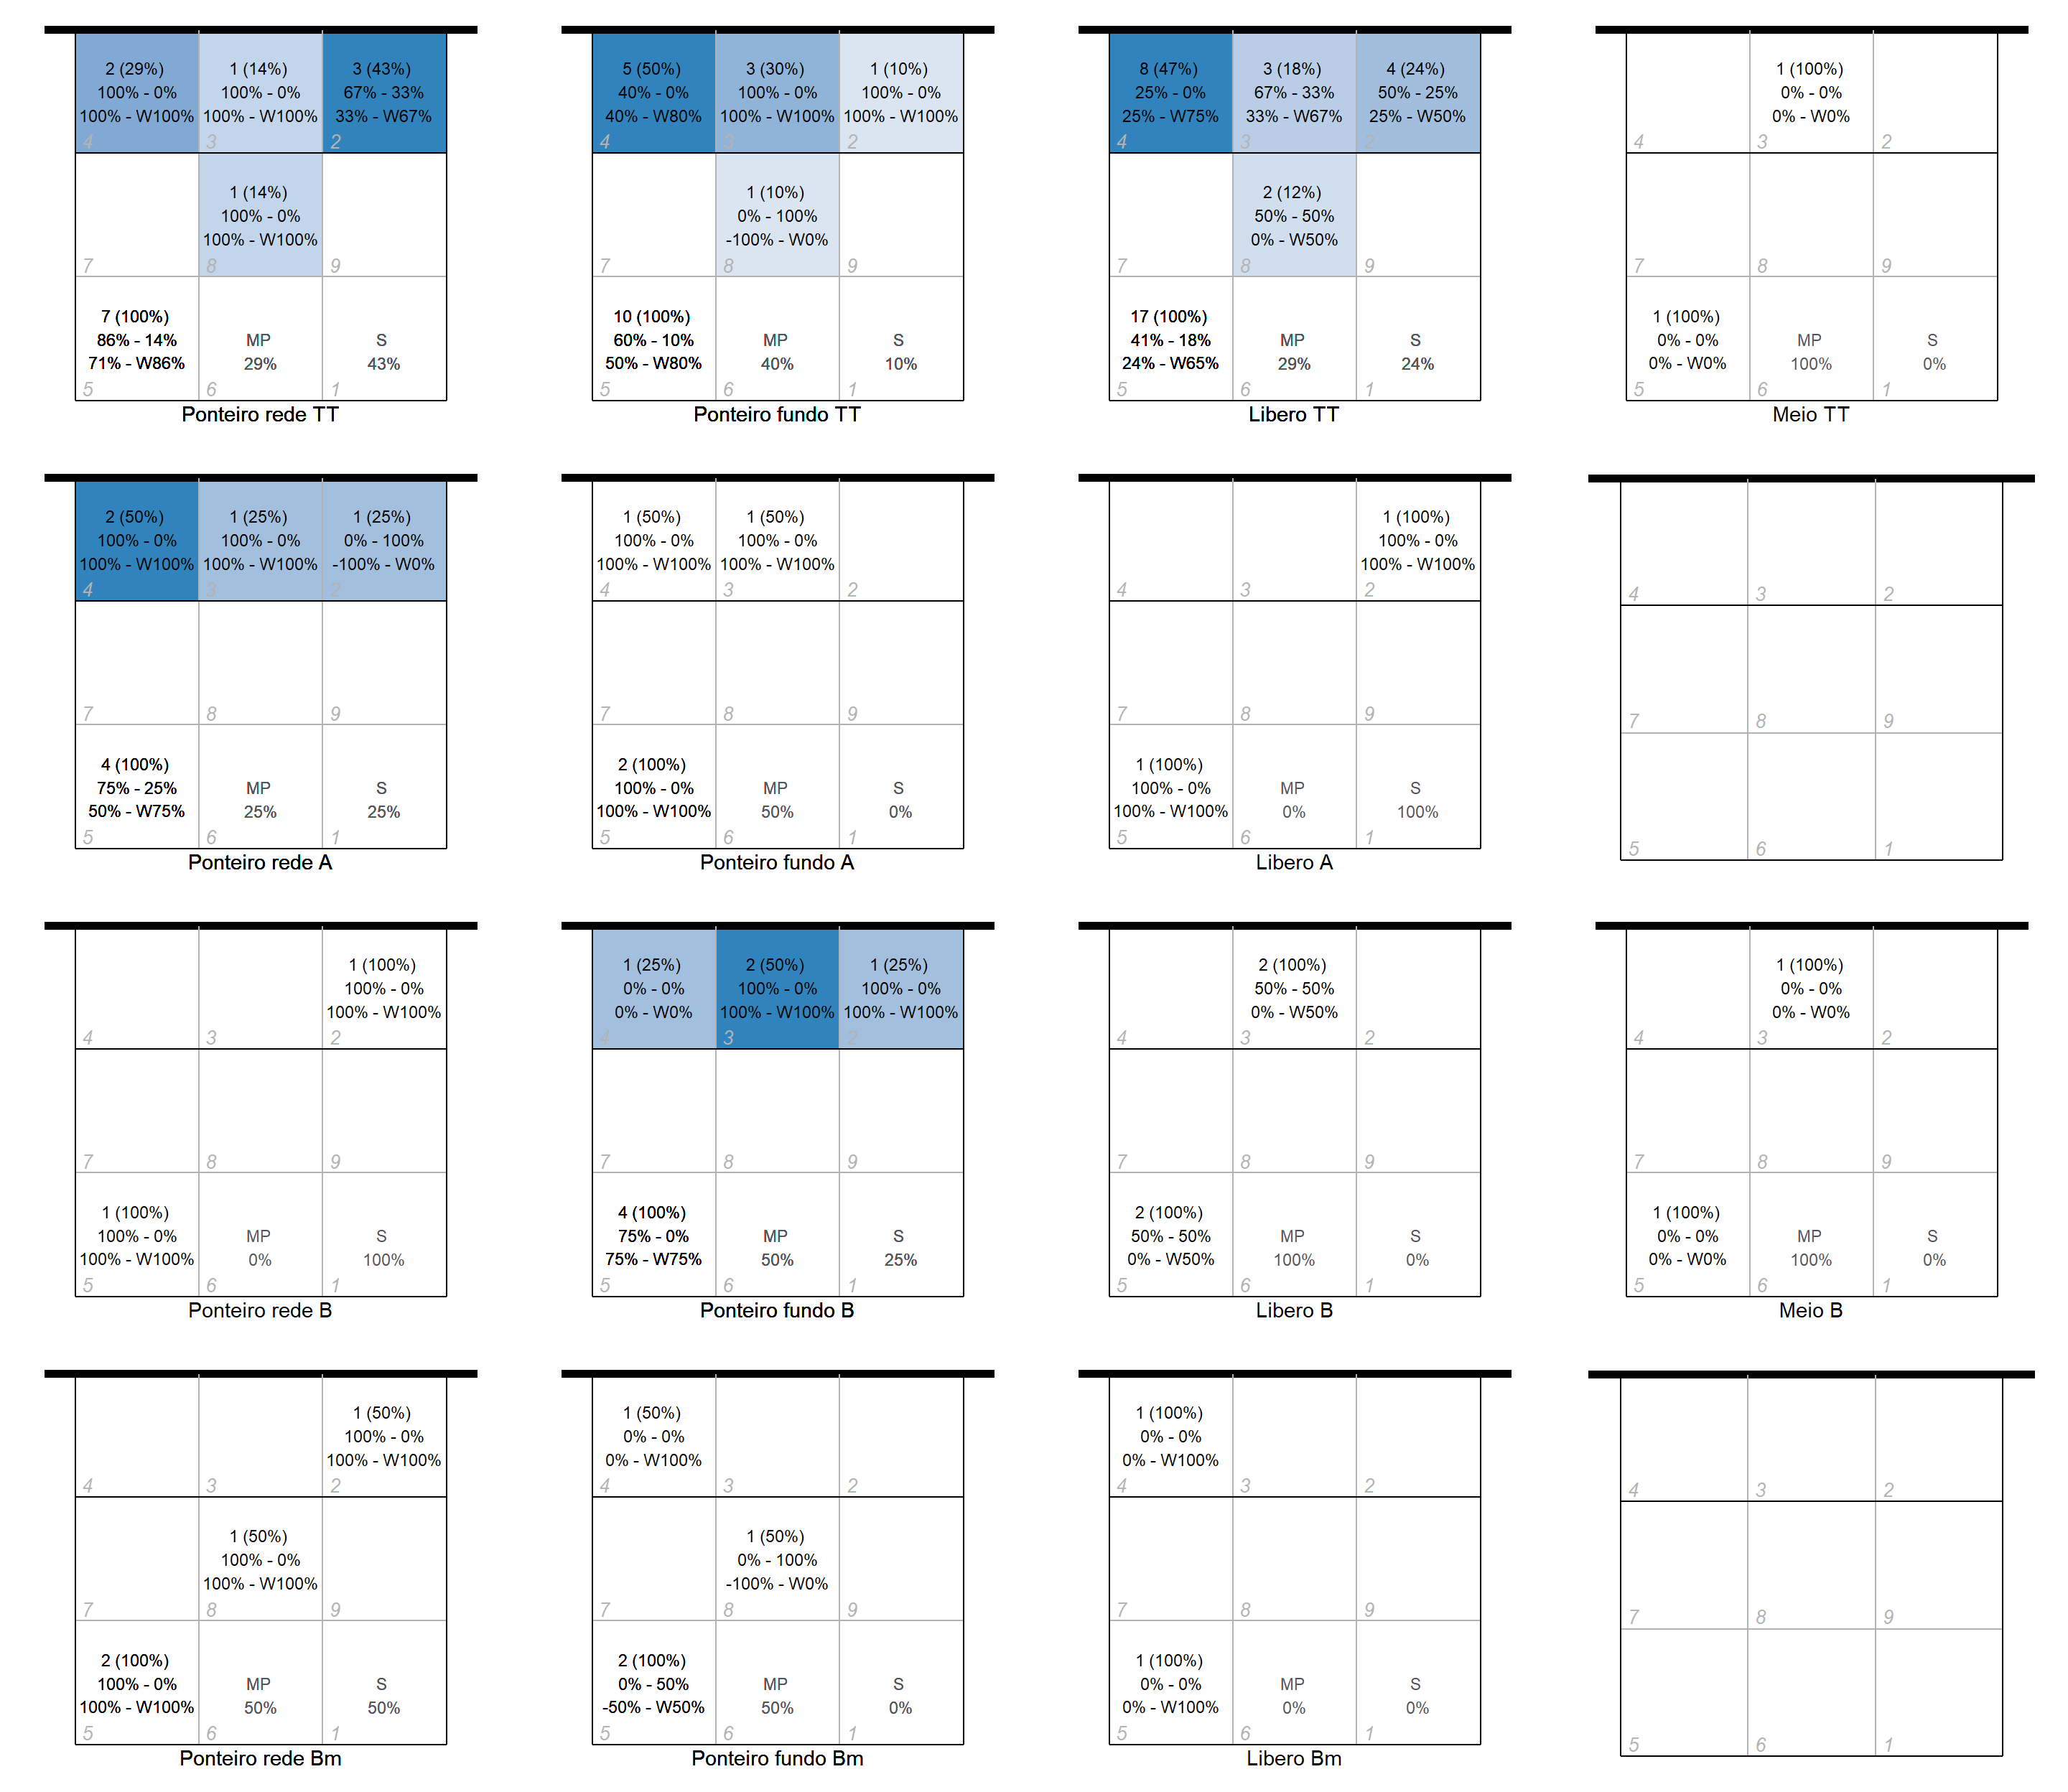 2 (29%)
100% - 0%
100% - W100%
4
1 (14%)
100% - 0%
100% - W100%
3
3 (43%)
67% - 33%
33% - W67%
2
7
1 (14%)
100% - 0%
100% - W100%
8
9
7 (100%)
86% - 14%
71% - W86%
5
MP
29%
6
S
43%
1
Ponteiro rede TT
5 (50%)
40% - 0%
40% - W80%
4
3 (30%)
100% - 0%
100% - W100%
3
1 (10%)
100% - 0%
100% - W100%
2
7
1 (10%)
0% - 100%
-100% - W0%
8
9
10 (100%)
60% - 10%
50% - W80%
5
MP
40%
6
S
10%
1
Ponteiro fundo TT
8 (47%)
25% - 0%
25% - W75%
4
3 (18%)
67% - 33%
33% - W67%
3
4 (24%)
50% - 25%
25% - W50%
2
7
2 (12%)
50% - 50%
0% - W50%
8
9
17 (100%)
41% - 18%
24% - W65%
5
MP
29%
6
S
24%
1
Libero TT
4
1 (100%)
0% - 0%
0% - W0%
3
2
7
8
9
1 (100%)
0% - 0%
0% - W0%
5
MP
100%
6
S
0%
1
Meio TT
2 (50%)
100% - 0%
100% - W100%
4
1 (25%)
100% - 0%
100% - W100%
3
1 (25%)
0% - 100%
-100% - W0%
2
7
8
9
4 (100%)
75% - 25%
50% - W75%
5
MP
25%
6
S
25%
1
Ponteiro rede A
1 (50%)
100% - 0%
100% - W100%
4
1 (50%)
100% - 0%
100% - W100%
3
2
7
8
9
2 (100%)
100% - 0%
100% - W100%
5
MP
50%
6
S
0%
1
Ponteiro fundo A
4
3
1 (100%)
100% - 0%
100% - W100%
2
7
8
9
1 (100%)
100% - 0%
100% - W100%
5
MP
0%
6
S
100%
1
Libero A
4
3
2
7
8
9
5
6
1
4
3
1 (100%)
100% - 0%
100% - W100%
2
7
8
9
1 (100%)
100% - 0%
100% - W100%
5
MP
0%
6
S
100%
1
Ponteiro rede B
1 (25%)
0% - 0%
0% - W0%
4
2 (50%)
100% - 0%
100% - W100%
3
1 (25%)
100% - 0%
100% - W100%
2
7
8
9
4 (100%)
75% - 0%
75% - W75%
5
MP
50%
6
S
25%
1
Ponteiro fundo B
4
2 (100%)
50% - 50%
0% - W50%
3
2
7
8
9
2 (100%)
50% - 50%
0% - W50%
5
MP
100%
6
S
0%
1
Libero B
4
1 (100%)
0% - 0%
0% - W0%
3
2
7
8
9
1 (100%)
0% - 0%
0% - W0%
5
MP
100%
6
S
0%
1
Meio B
4
3
1 (50%)
100% - 0%
100% - W100%
2
7
1 (50%)
100% - 0%
100% - W100%
8
9
2 (100%)
100% - 0%
100% - W100%
5
MP
50%
6
S
50%
1
Ponteiro rede Bm
1 (50%)
0% - 0%
0% - W100%
4
3
2
7
1 (50%)
0% - 100%
-100% - W0%
8
9
2 (100%)
0% - 50%
-50% - W50%
5
MP
50%
6
S
0%
1
Ponteiro fundo Bm
1 (100%)
0% - 0%
0% - W100%
4
3
2
7
8
9
1 (100%)
0% - 0%
0% - W100%
5
MP
0%
6
S
0%
1
Libero Bm
4
3
2
7
8
9
5
6
1